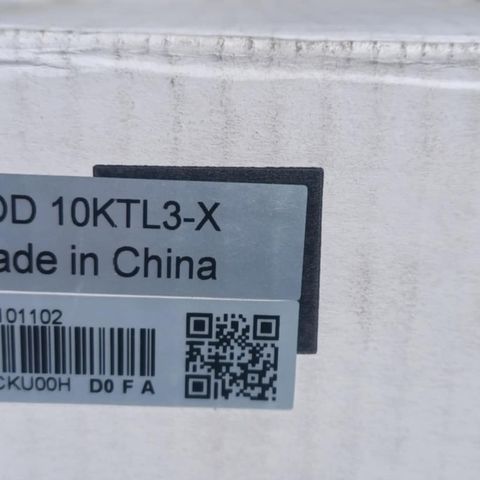 OD 10KTL3-X
ade in China
101102
CKU00H D0 F A